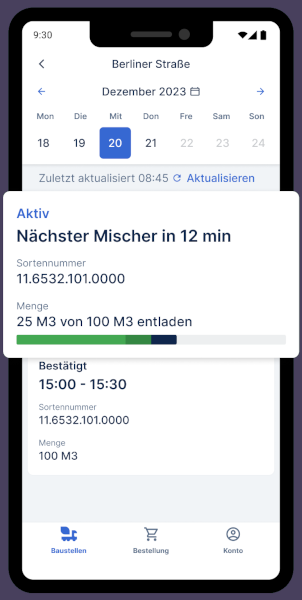 9:30
Berliner Straße
Dezember 2023
Mon Die Mit Don Fre Sam Son
18 19 20 21 22 23 24
Zuletzt aktualisiert 08:45 Aktualisieren
Aktiv
Nächster Mischer in 12 min
Sortennummer
11.6532.101.0000
Menge
25 M3 von 100 M3 entladen
Bestätigt
15:00 - 15:30
Sortennummer
11.6532.101.0000
Menge
100 M3
Baustellen Bestellung Konto